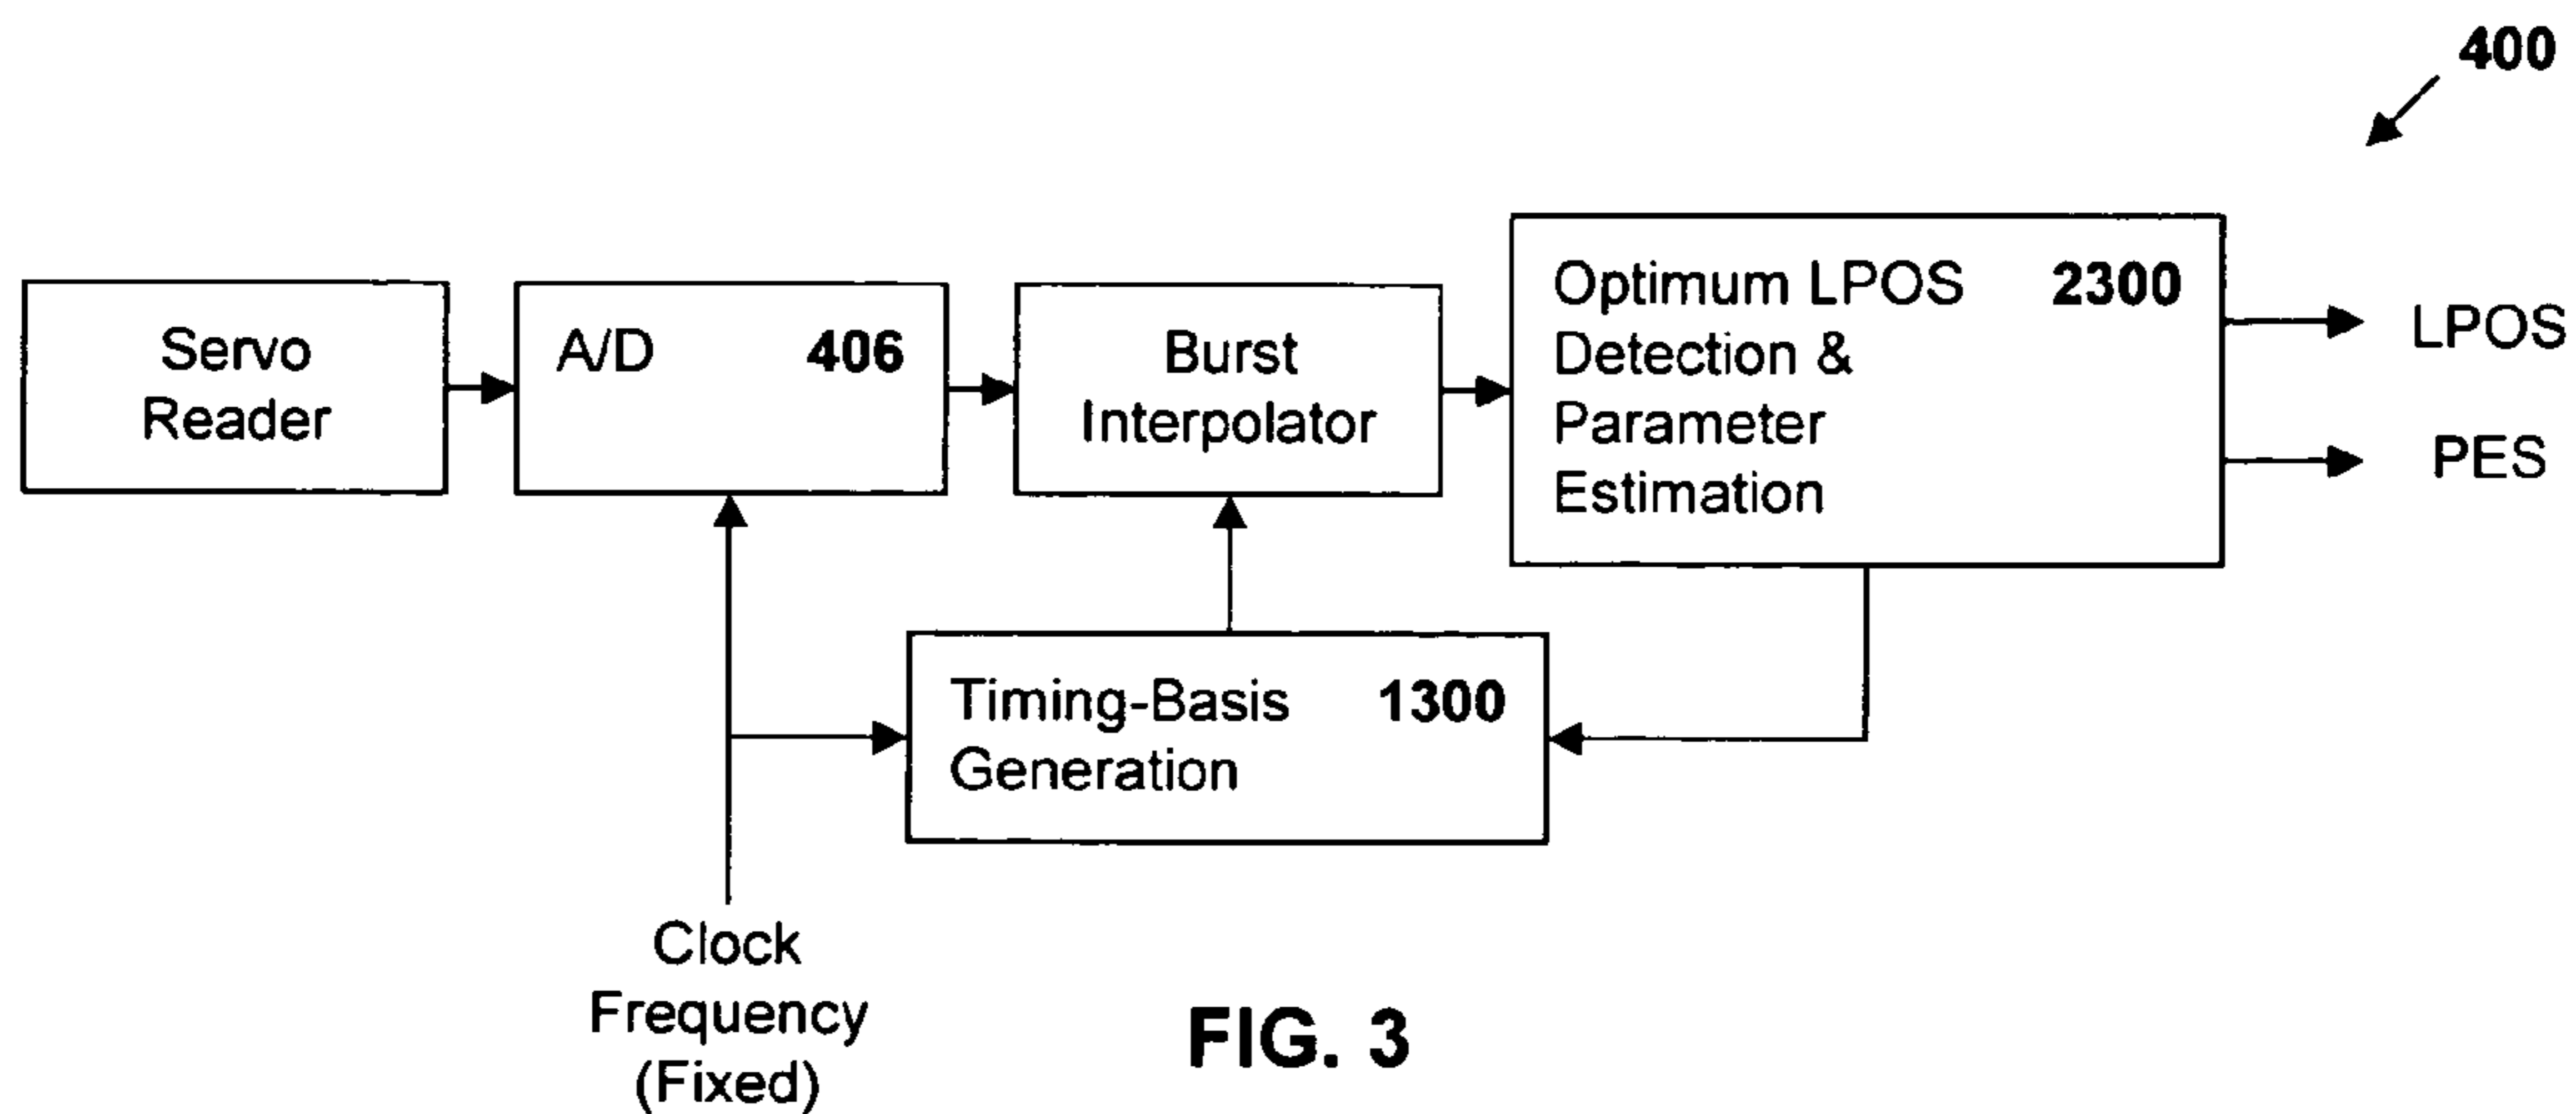 400
Servo
Reader
A/D 406
Burst
Interpolator
Optimum LPOS 2300
Detection &
Parameter
Estimation
LPOS
PES
Timing-Basis 1300
Generation
Clock
Frequency
(Fixed)
FIG. 3